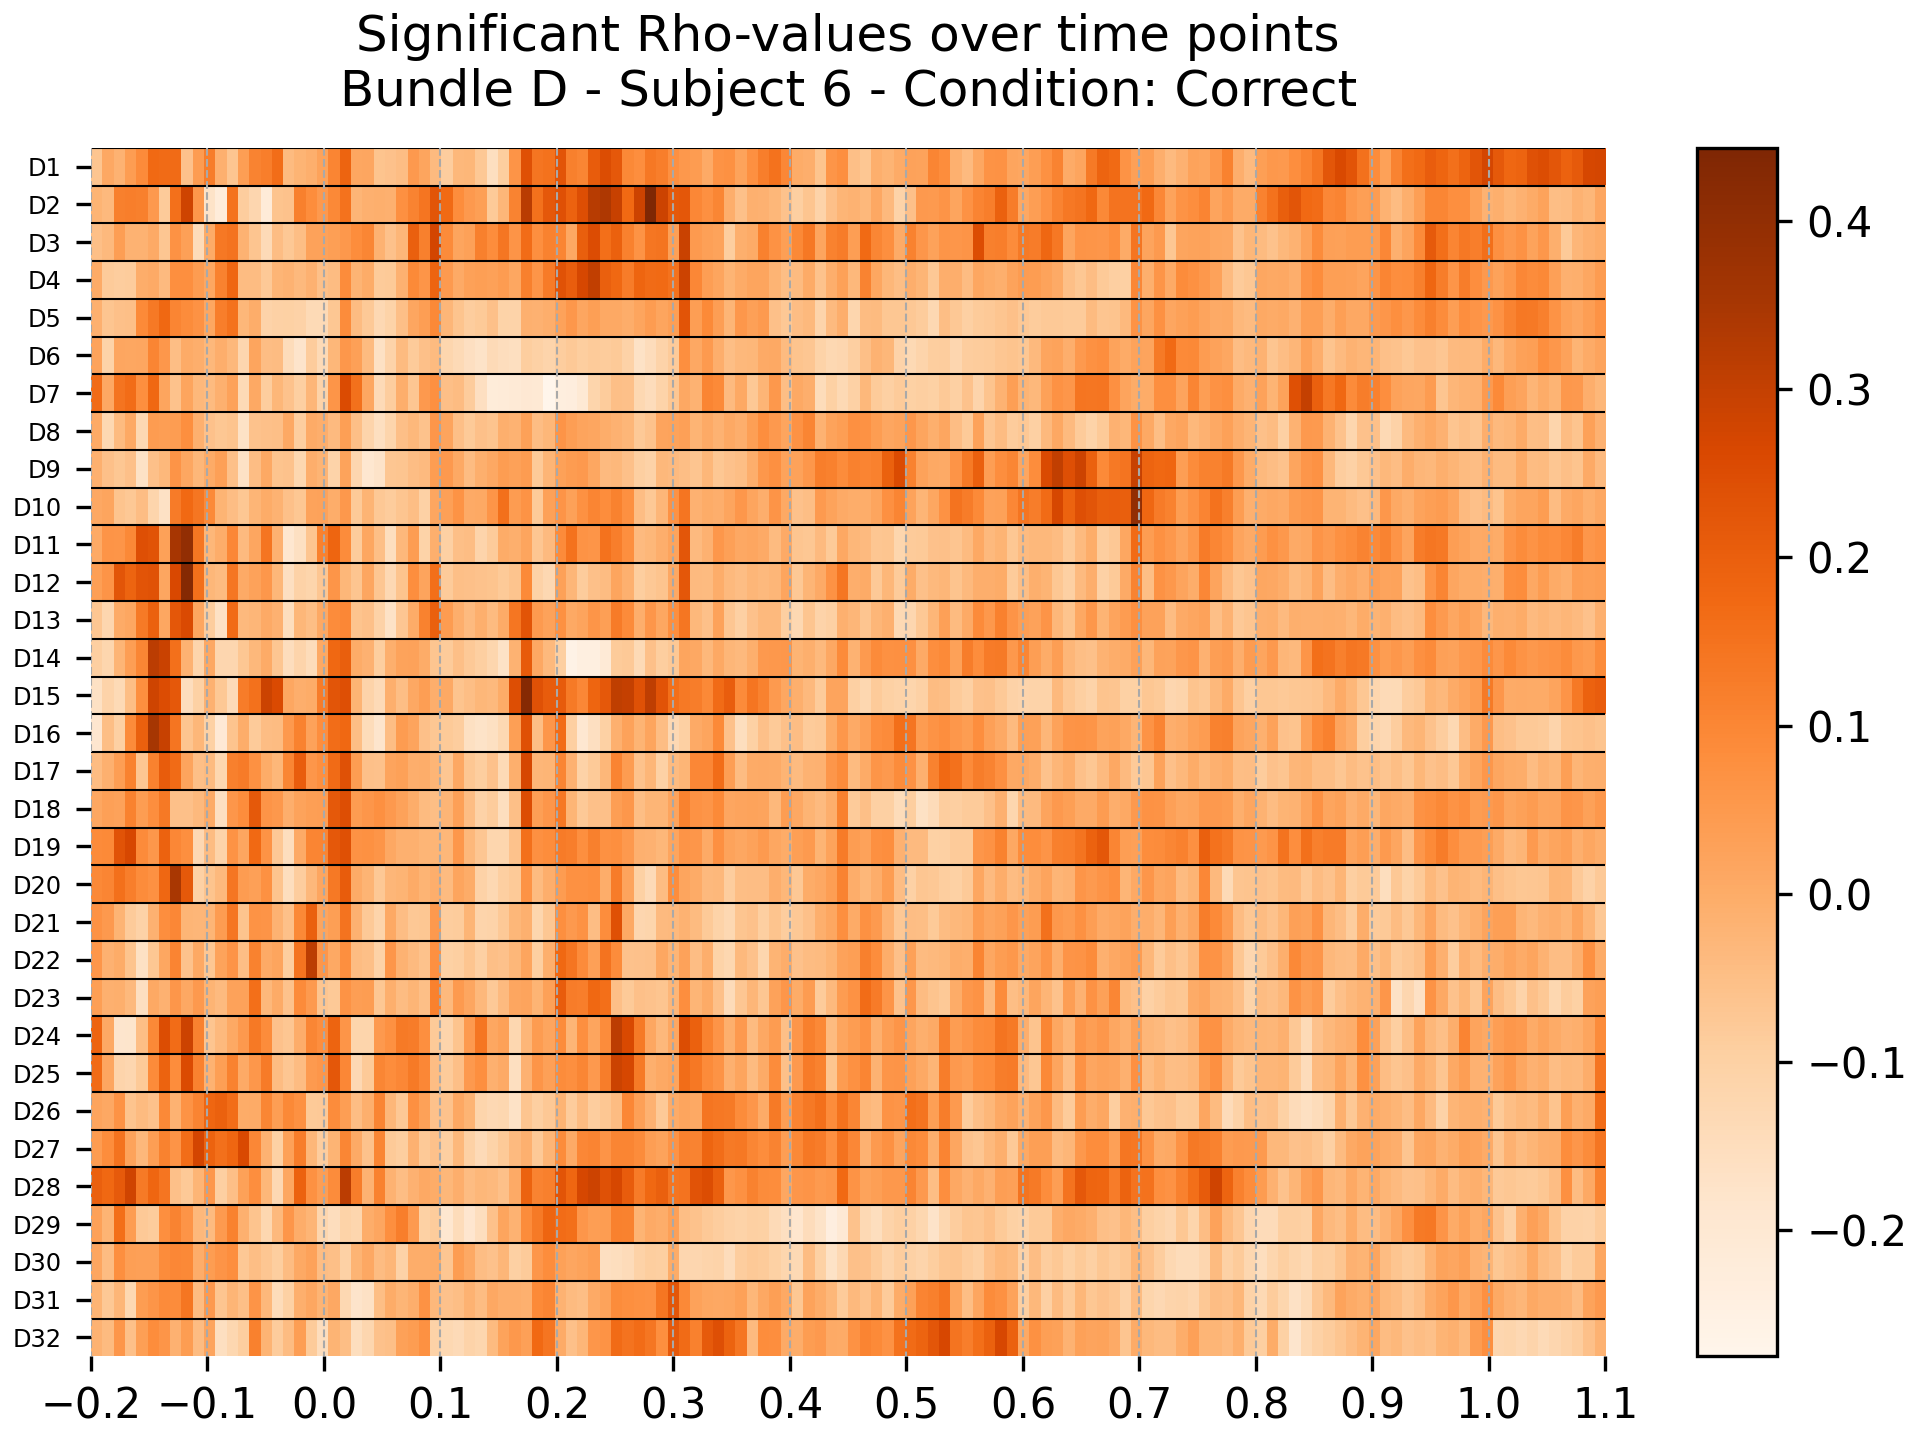 Significant Rho-values over time points
Bundle D - Subject 6 - Condition: Correct
D1
D2
D3
D4
D5
D6
D7
D8
D9
D10
D11
D12
D13
D14
D15
D16
D17
D18
D19
D20
D21
D22
D23
D24
D25
D26
D27
D28
D29
D30
D31
D32
−0.2 −0.1 0.0 0.1 0.2 0.3 0.4 0.5 0.6 0.7 0.8 0.9 1.0 1.1
0.4
0.3
0.2
0.1
0.0
−0.1
−0.2